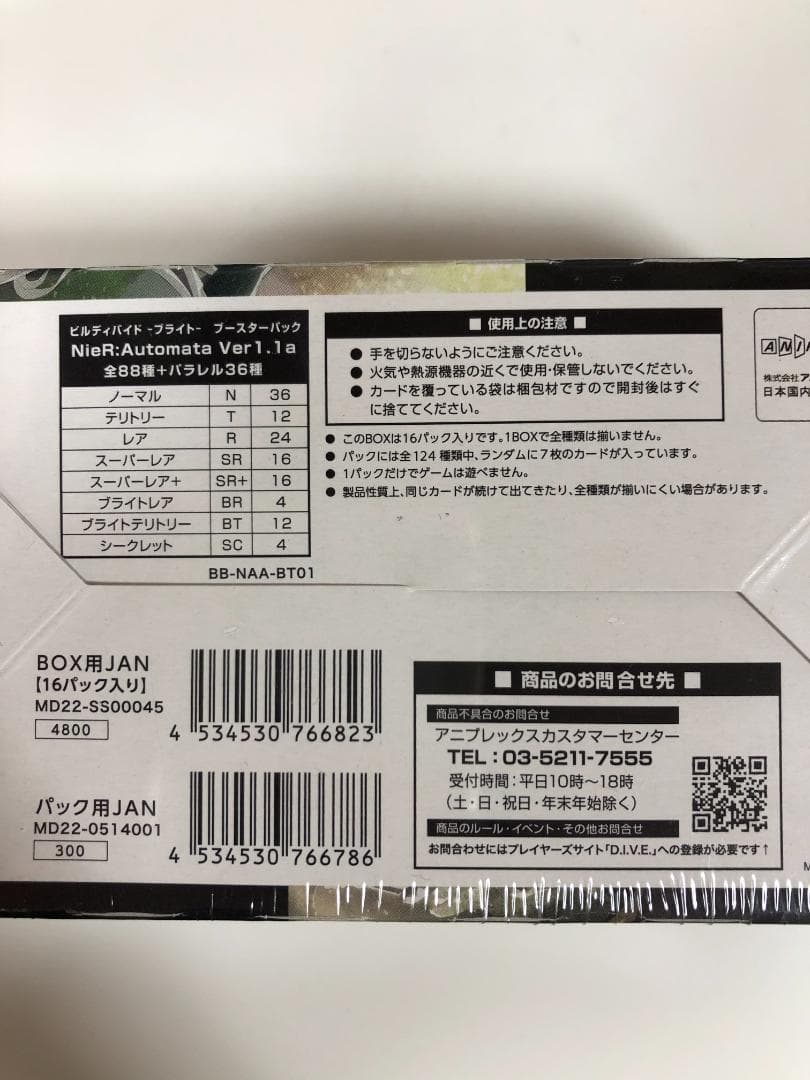 ビルディバイド -ブライト- ブースターパック
NieR:Automata Ver1.1a
全88種+パラレル36種
ノーマル N 36
テリトリー T 12
レア R 24
スーパーレア SR 16
スーパーレア+ SR+ 16
ブライトレア BR 4
ブライトテリトリー BT 12
シークレット SC 4
BB-NAA-BT01
■ 使用上の注意 ■
● 手を切らないようにご注意ください。
● 火気や熱源機器の近くで使用・保管しないでください。
● カードを覆っている袋は梱包材ですので開封後はすぐ
に捨ててください。
● このBOXは16パック入りです。1BOXで全種類は揃いません。
● パックには全124種類中、ランダムに7枚のカードが入っています。
● 1パックだけでゲームは遊べません。
● 製品性質上、同じカードが続けて出てきたり、全種類が揃いにくい場合があります。
株式会社ア
日本国内
BOX用JAN
【16パック入り】
MD22-SS00045
4800
4 534530 766823
パック用JAN
MD22-0514001
300
4 534530 766786
■ 商品のお問合せ先 ■
商品不具合のお問合せ
アニプレックスカスタマーセンター
TEL:03-5211-7555
受付時間:平日10時〜18時
(土・日・祝日・年末年始除く)
商品のルール・イベント・その他お問合せ
お問合わせにはプレイヤーズサイト「D.I.V.E.」への登録が必要です↑